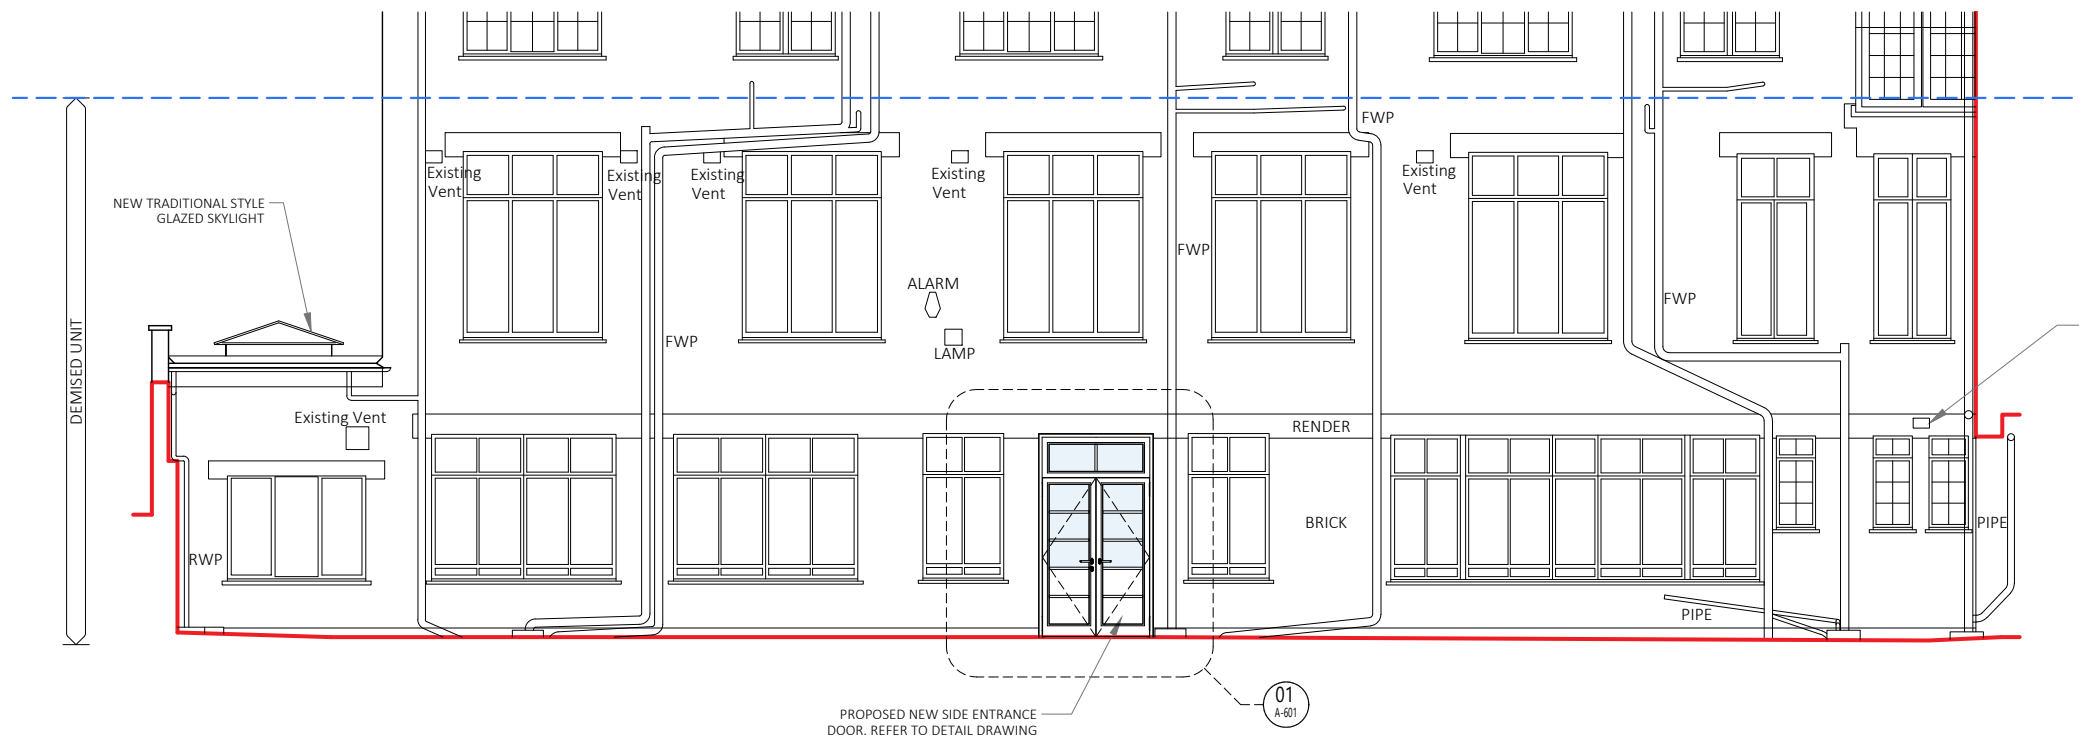 FWP
Existing
Vent
Existing
Vent
Existing
Vent
Existing
Vent
Existing
Vent
NEW TRADITIONAL STYLE
GLAZED SKYLIGHT
FWP
ALARM
FWP
DEMISED UNIT
FWP
LAMP
Existing Vent
RENDER
BRICK
PIPE
RWP
PIPE
01
A-601
PROPOSED NEW SIDE ENTRANCE
DOOR. REFER TO DETAIL DRAWING